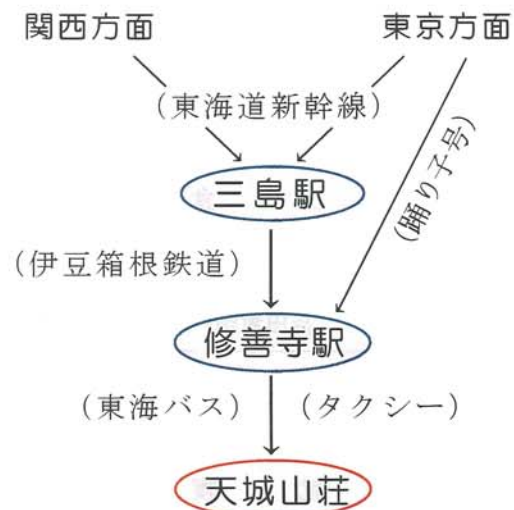 関西方面
東京方面
(東海道新幹線)
(踊り子号)
三島駅
(伊豆箱根鉄道)
修善寺駅
(東海バス)
(タクシー)
天城山荘